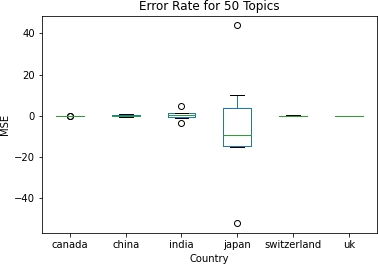 Error Rate for 50 Topics
MSE
40
20
0
−20
−40
canada china india japan switzerland uk
Country